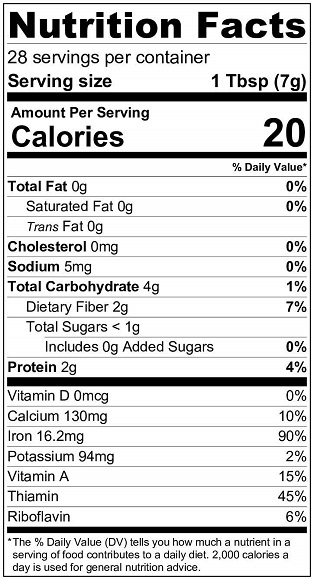 Nutrition Facts
28 servings per container
Serving size 1 Tbsp (7g)
Amount Per Serving
Calories 20
% Daily Value*
Total Fat 0g 0%
Saturated Fat 0g 0%
Trans Fat 0g
Cholesterol 0mg 0%
Sodium 5mg 0%
Total Carbohydrate 4g 1%
Dietary Fiber 2g 7%
Total Sugars < 1g
Includes 0g Added Sugars 0%
Protein 2g 4%
Vitamin D 0mcg 0%
Calcium 130mg 10%
Iron 16.2mg 90%
Potassium 94mg 2%
Vitamin A 15%
Thiamin 45%
Riboflavin 6%
*The % Daily Value (DV) tells you how much a nutrient in a
serving of food contributes to a daily diet. 2,000 calories a
day is used for general nutrition advice.